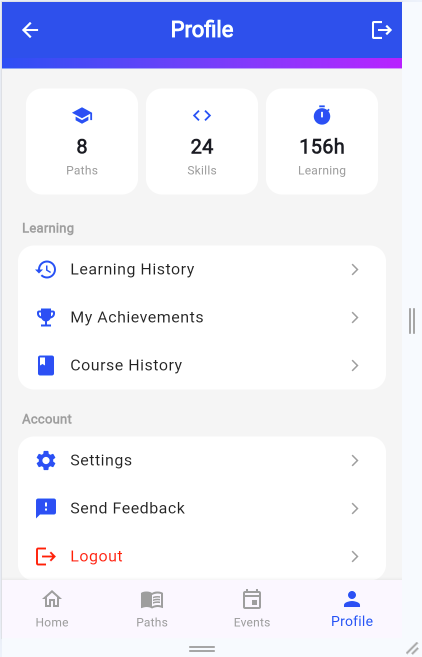 Profile
8
24
156h
Paths
Skills
Learning
Learning
Learning History
My Achievements
Course History
Account
Settings
Send Feedback
Logout
Home
Paths
Events
Profile